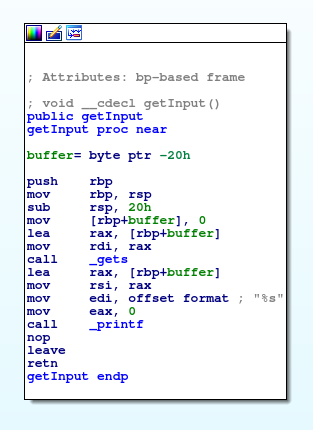 ; Attributes: bp-based frame
; void __cdecl getInput()
public getInput
getInput proc near
buffer= byte ptr -20h
push    rbp
mov     rbp, rsp
sub     rsp, 20h
mov     [rbp+buffer], 0
lea     rax, [rbp+buffer]
mov     rdi, rax
call    _gets
lea     rax, [rbp+buffer]
mov     rsi, rax
mov     edi, offset format ; "%s"
mov     eax, 0
call    _printf
nop
leave
retn
getInput endp